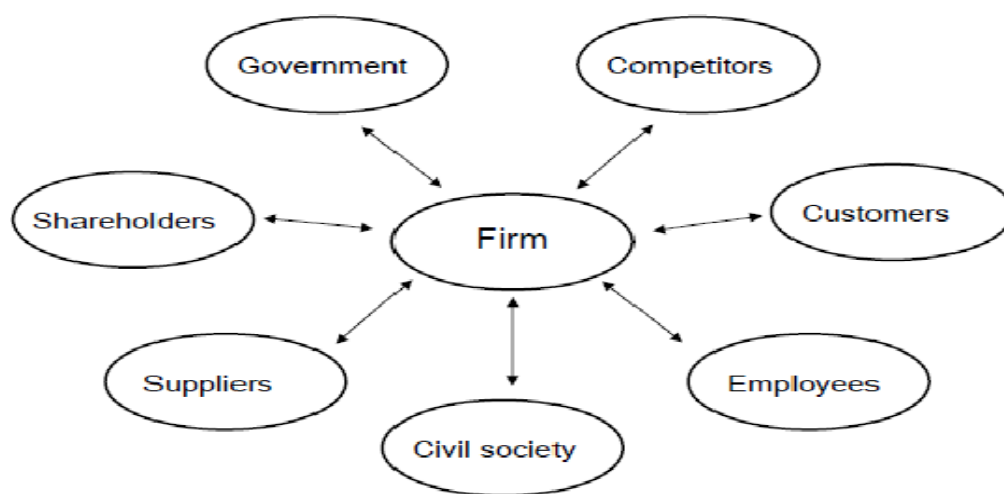 Government
Competitors
Shareholders
Customers
Firm
Suppliers
Employees
Civil society